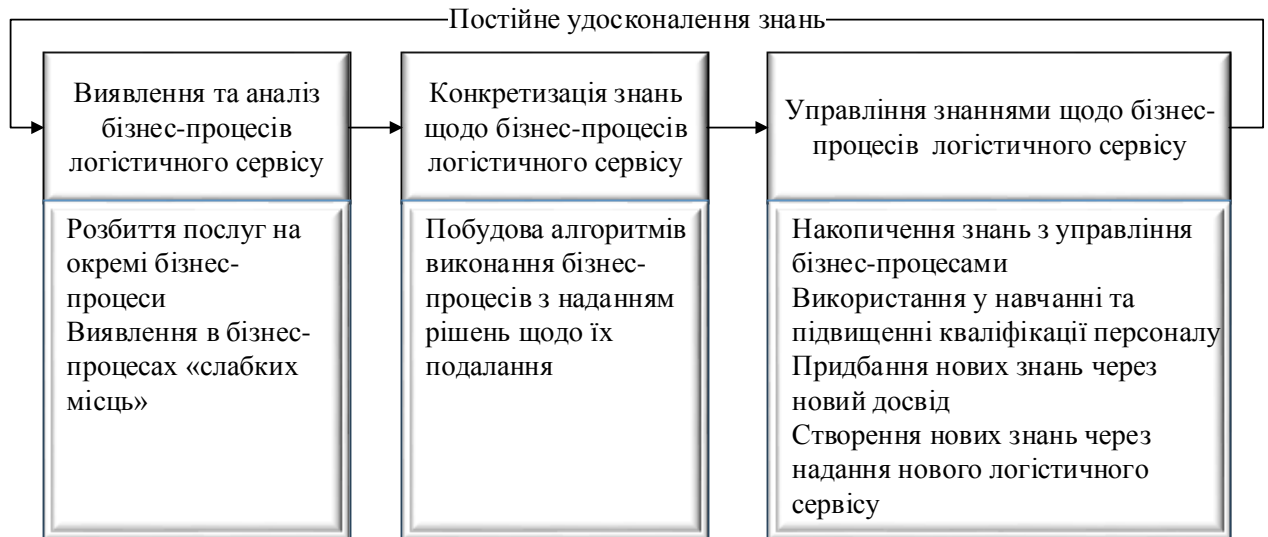 Постійне удосконалення знань
Виявлення та аналіз
бізнес-процесів
логістичного сервісу
Конкретизація знань
щодо бізнес-процесів
логістичного сервісу
Управління знаннями щодо бізнес-
процесів логістичного сервісу
Розбиття послуг на
окремі бізнес-
процеси
Виявлення в бізнес-
процесах «слабких
місць»
Побудова алгоритмів
виконання бізнес-
процесів з наданням
рішень щодо їх
подалання
Накопичення знань з управління
бізнес-процесами
Використання у навчанні та
підвищенні кваліфікації персоналу
Придбання нових знань через
новий досвід
Створення нових знань через
надання нового логістичного
сервісу